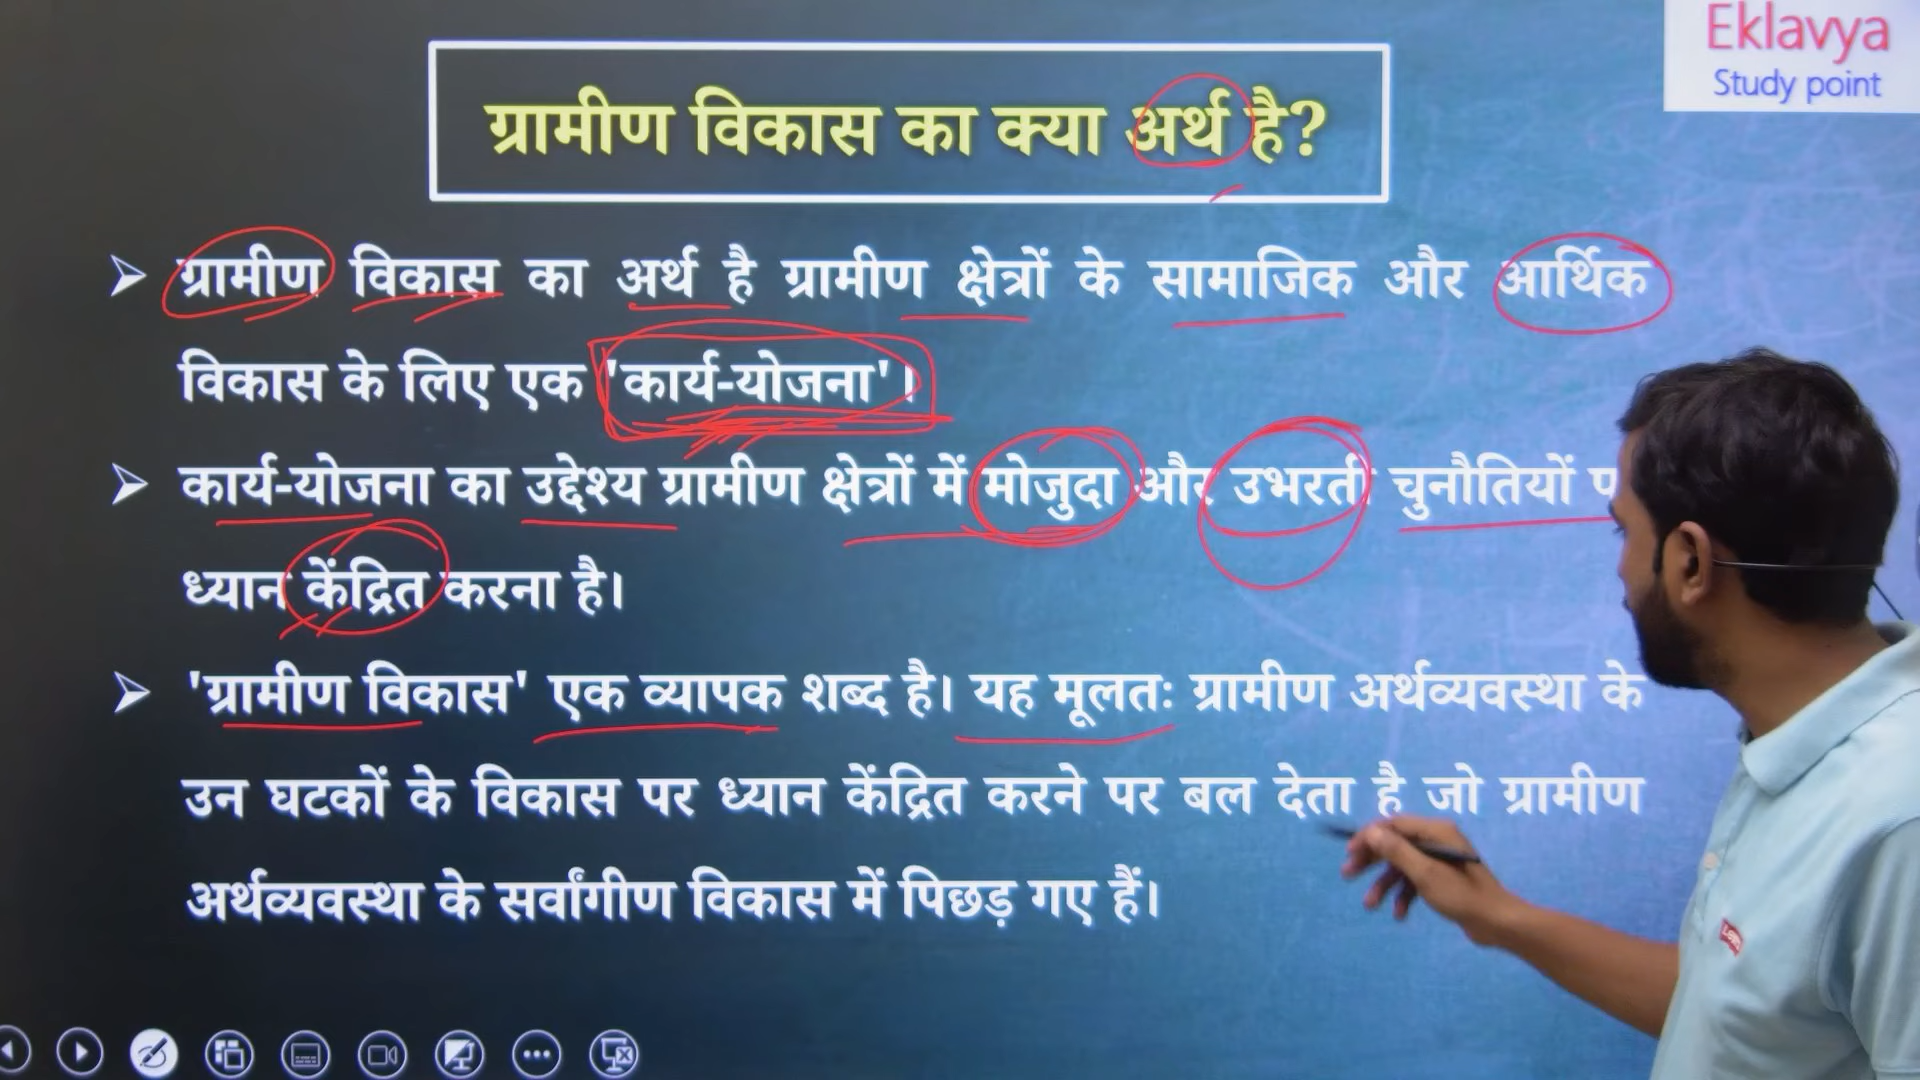 Eklavya
Study point
ग्रामीण विकास का क्या अर्थ है?
ग्रामीण विकास का अर्थ है ग्रामीण क्षेत्रों के सामाजिक और आर्थिक
विकास के लिए एक 'कार्य-योजना'।
कार्य-योजना का उद्देश्य ग्रामीण क्षेत्रों में मोजुदा और उभरती चुनौतियों
ध्यान केंद्रित करना है।
'ग्रामीण विकास' एक व्यापक शब्द है। यह मूलतः ग्रामीण अर्थव्यवस्था के
उन घटकों के विकास पर ध्यान केंद्रित करने पर बल देता है जो ग्रामीण
अर्थव्यवस्था के सर्वांगीण विकास में पिछड़ गए हैं।